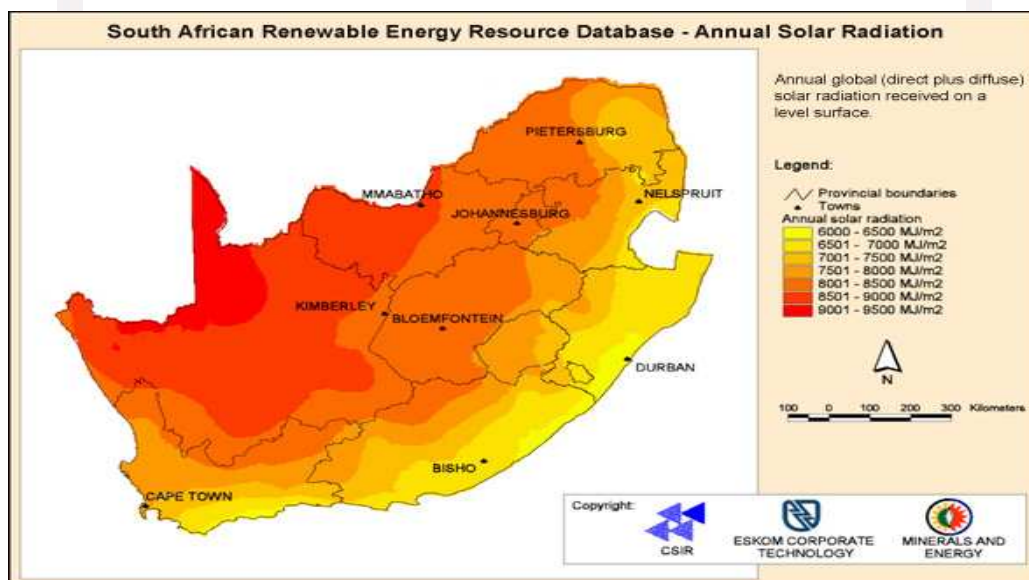 South African Renewable Energy Resource Database - Annual Solar Radiation
Annual global (direct plus diffuse)
solar radiation received on a
level surface.
Legend:
Provincial boundaries
Towns
Annual solar radiation
6000 - 6500 MJ/m2
6501 - 7000 MJ/m2
7001 - 7500 MJ/m2
7501 - 8000 MJ/m2
8001 - 8500 MJ/m2
8501 - 9000 MJ/m2
9001 - 9500 MJ/m2
N
100 0 100 200 300 Kilometers
PIETERSBURG
MMABATHO
NELSPRUIT
JOHANNESBURG
KIMBERLEY
BLOEMFONTEIN
DURBAN
BISHO
CAPE TOWN
Copyright:
CSIR
ESKOM CORPORATE
TECHNOLOGY
MINERALS AND
ENERGY